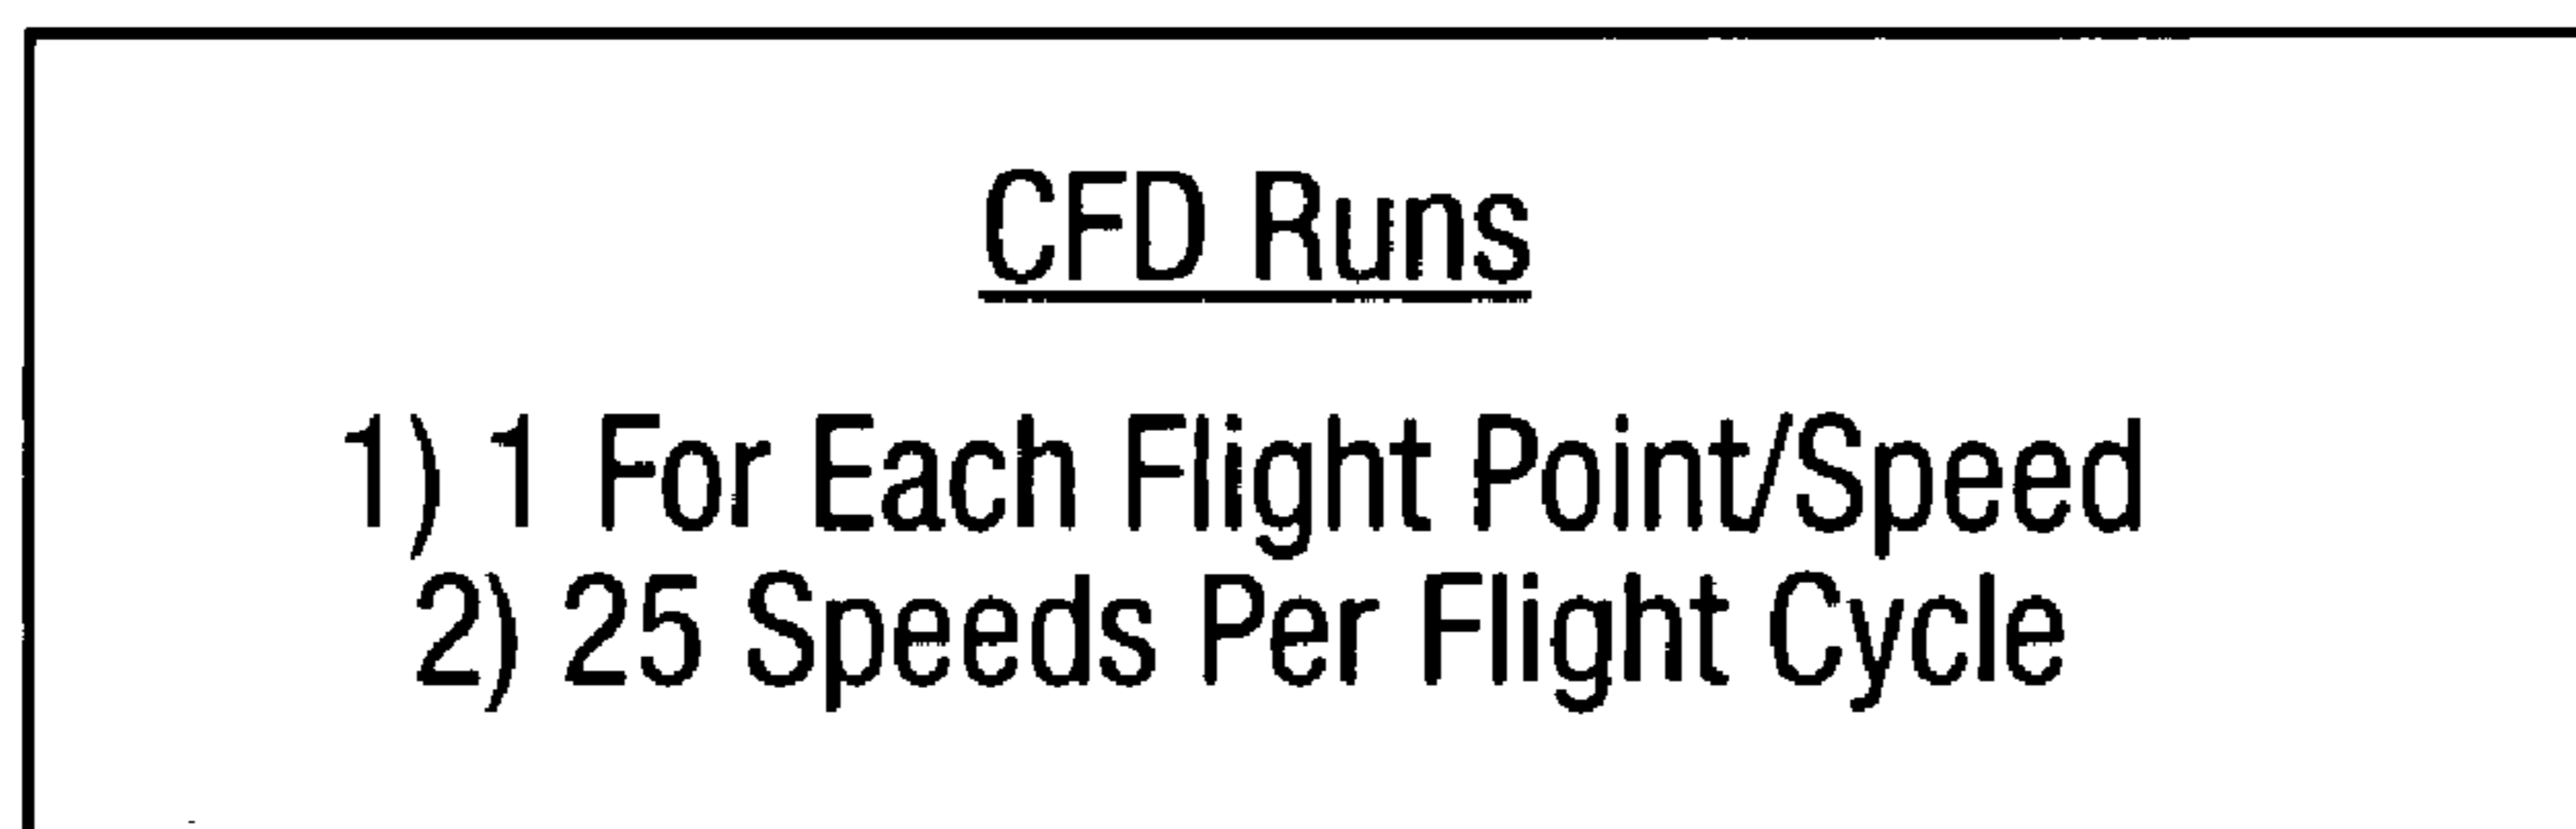 CFD Runs
1) 1 For Each Flight Point/Speed
2) 25 Speeds Per Flight Cycle